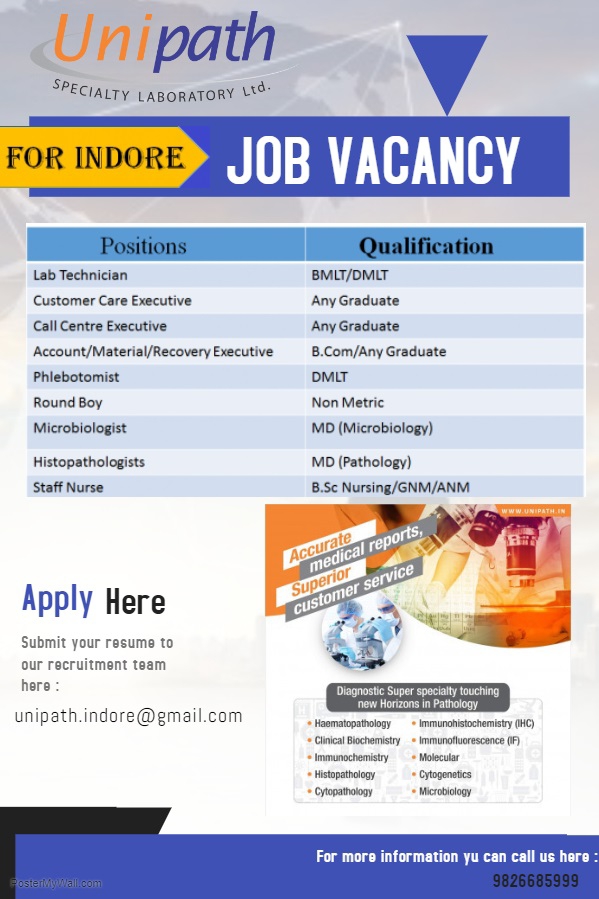 Unipath
SPECIALTY LABORATORY Ltd.
FOR INDORE
JOB VACANCY
Positions Qualification
Lab Technician BMLT/DMLT
Customer Care Executive Any Graduate
Call Centre Executive Any Graduate
Account/Material/Recovery Executive B.Com/Any Graduate
Phlebotomist DMLT
Round Boy Non Metric
Microbiologist MD (Microbiology)
Histopathologists MD (Pathology)
Staff Nurse B.Sc Nursing/GNM/ANM
WWW.UNIPATH.IN
Accurate
medical reports,
Superior
customer service
Apply Here
Submit your resume to
our recruitment team
here :
unipath.indore@gmail.com
Diagnostic Super specialty touching
new Horizons in Pathology
• Haematopathology • Immunohistochemistry (IHC)
• Clinical Biochemistry • Immunofluorescence (IF)
• Immunochemistry • Molecular
• Histopathology • Cytogenetics
• Cytopathology • Microbiology
For more information yu can call us here :
9826685999
PosterMyWall.com